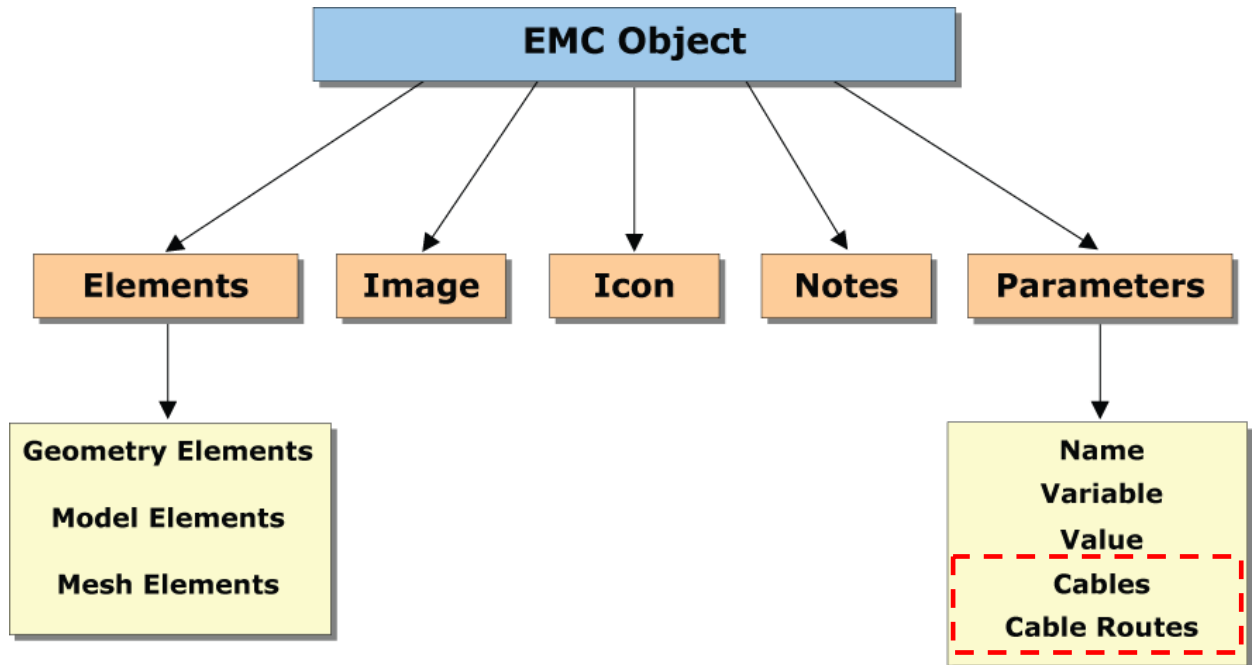 EMC Object
Elements
Image
Icon
Notes
Parameters
Geometry Elements
Model Elements
Mesh Elements
Name
Variable
Value
Cables
Cable Routes